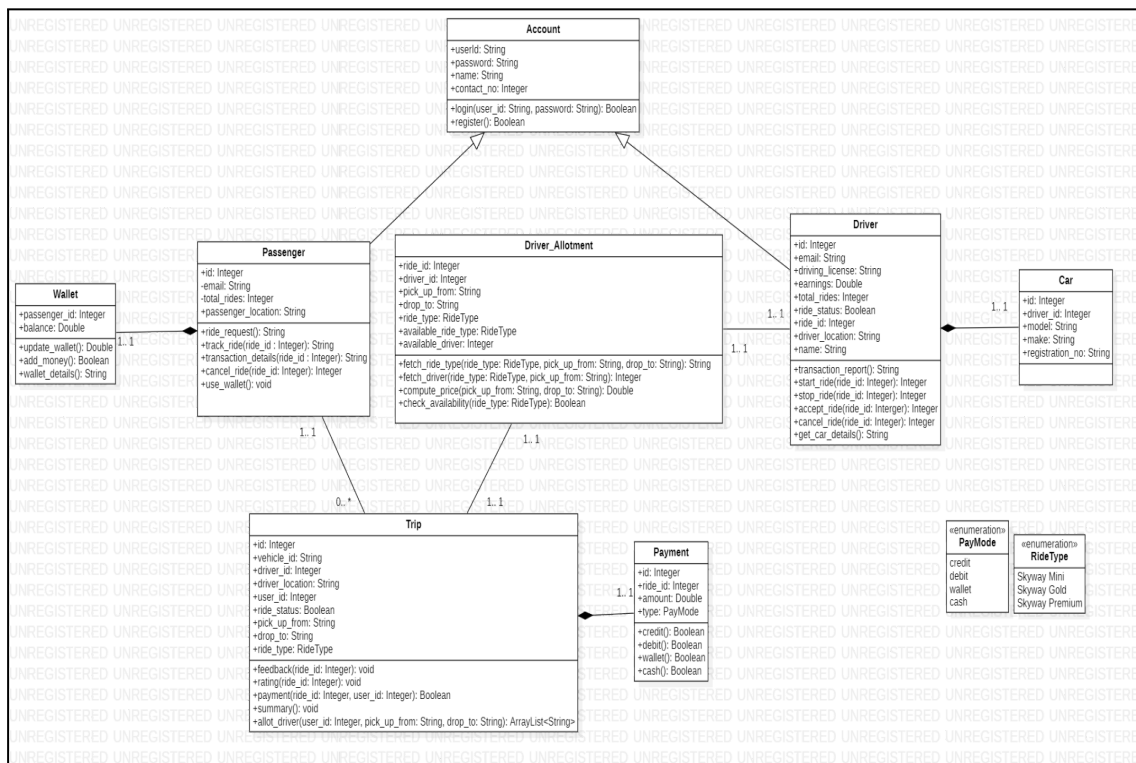 Account
+userId: String
+password: String
+name: String
+contact_no: Integer
+login(user_id: String, password: String): Boolean
+register(): Boolean
Passenger
+id: Integer
-email: String
-total_rides: Integer
+passenger_location: String
+ride_request(): String
+track_ride(ride_id : Integer): String
+transaction_details(ride_id : Integer): String
+cancel_ride(ride_id: Integer): Integer
+use_wallet(): void
Driver_Allotment
+ride_id: Integer
+driver_id: Integer
+pick_up_from: String
+drop_to: String
+ride_type: RideType
+available_ride_type: RideType
+available_driver: Integer
+fetch_ride_type(ride_type: RideType, pick_up_from: String, drop_to: String): String
+fetch_driver(ride_type: RideType, pick_up_from: String): Integer
+compute_price(pick_up_from: String, drop_to: String): Double
+check_availability(ride_type: RideType): Boolean
Driver
+id: Integer
+email: String
+driving_license: String
+earnings: Double
+total_rides: Integer
+ride_status: Boolean
+ride_id: Integer
+driver_location: String
+name: String
+transaction_report(): String
+start_ride(ride_id: Integer): Integer
+stop_ride(ride_id: Integer): Integer
+accept_ride(ride_id: Interger): Integer
+cancel_ride(ride_id: Integer): Integer
+get_car_details(): String
Car
+id: Integer
+driver_id: Integer
+model: String
+make: String
+registration_no: String
Wallet
+passenger_id: Integer
+balance: Double
+update_wallet(): Double
+add_money(): Boolean
+wallet_details(): String
1.. 1
1.. 1
1.. 1
1.. 1
1.. 1
1.. 1
0.. *
1.. 1
Trip
+id: Integer
+vehicle_id: String
+driver_id: Integer
+driver_location: String
+user_id: Integer
+ride_status: Boolean
+pick_up_from: String
+drop_to: String
+ride_type: RideType
+feedback(ride_id: Integer): void
+rating(ride_id: Integer): void
+payment(ride_id: Integer, user_id: Integer): Boolean
+summary(): void
+allot_driver(user_id: Integer, pick_up_from: String, drop_to: String): ArrayList<String>
1.. 1
Payment
+id: Integer
+ride_id: Integer
+amount: Double
+type: PayMode
+credit(): Boolean
+debit(): Boolean
+wallet(): Boolean
+cash(): Boolean
«enumeration»
PayMode
credit
debit
wallet
cash
«enumeration»
RideType
Skyway Mini
Skyway Gold
Skyway Premium
UNREGISTERED UNREGISTERED UNREGISTERED UNREGISTERED